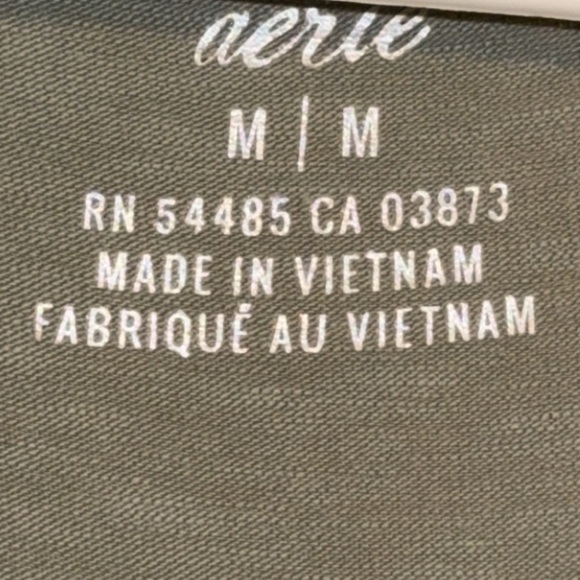 aerie
M | M
RN 54485 CA 03873
MADE IN VIETNAM
FABRIQUÉ AU VIETNAM